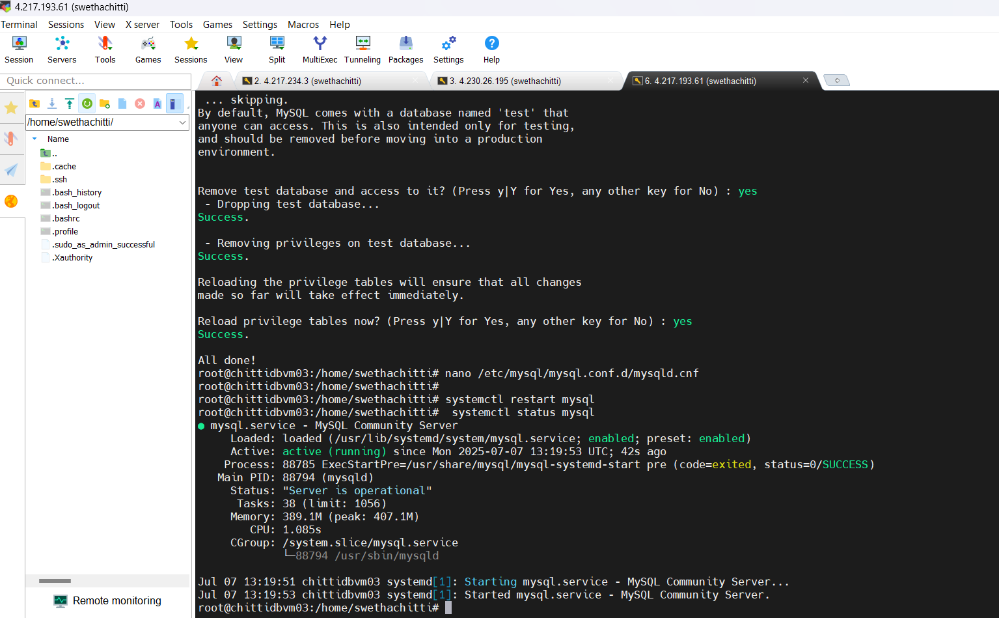 4.217.193.61 (swethachitti)
Terminal Sessions View X server Tools Games Settings Macros Help
Session Servers Tools Games Sessions View Split MultiExec Tunneling Packages Settings Help
Quick connect...
2. 4.217.234.3 (swethachitti)
3. 4.230.26.195 (swethachitti)
6. 4.217.193.61 (swethachitti)
/home/swethachitti/
Name
..
.cache
.ssh
.bash_history
.bash_logout
.bashrc
.profile
.sudo_as_admin_successful
.Xauthority
Remote monitoring
... skipping.
By default, MySQL comes with a database named 'test' that
anyone can access. This is also intended only for testing,
and should be removed before moving into a production
environment.
Remove test database and access to it? (Press y|Y for Yes, any other key for No) : yes
- Dropping test database...
Success.
- Removing privileges on test database...
Success.
Reloading the privilege tables will ensure that all changes
made so far will take effect immediately.
Reload privilege tables now? (Press y|Y for Yes, any other key for No) : yes
Success.
All done!
root@chittidbvm03:/home/swethachitti# nano /etc/mysql/mysql.conf.d/mysqld.cnf
root@chittidbvm03:/home/swethachitti#
root@chittidbvm03:/home/swethachitti# systemctl restart mysql
root@chittidbvm03:/home/swethachitti#  systemctl status mysql
● mysql.service - MySQL Community Server
Loaded: loaded (/usr/lib/systemd/system/mysql.service; enabled; preset: enabled)
Active: active (running) since Mon 2025-07-07 13:19:53 UTC; 42s ago
Process: 88785 ExecStartPre=/usr/share/mysql/mysql-systemd-start pre (code=exited, status=0/SUCCESS)
Main PID: 88794 (mysqld)
Status: "Server is operational"
Tasks: 38 (limit: 1056)
Memory: 389.1M (peak: 407.1M)
CPU: 1.085s
CGroup: /system.slice/mysql.service
└─88794 /usr/sbin/mysqld
Jul 07 13:19:51 chittidbvm03 systemd[1]: Starting mysql.service - MySQL Community Server...
Jul 07 13:19:53 chittidbvm03 systemd[1]: Started mysql.service - MySQL Community Server.
root@chittidbvm03:/home/swethachitti#